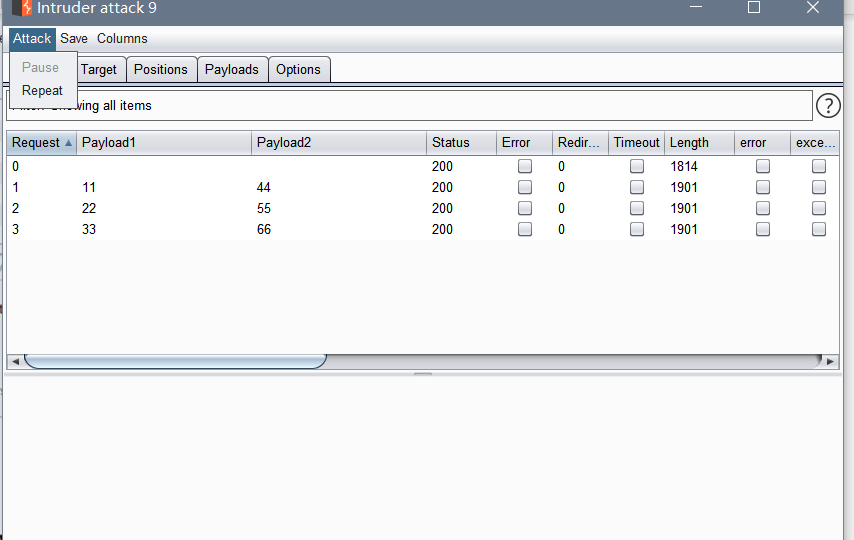 Intruder attack 9
Attack Save Columns
Pause
Repeat
Target Positions Payloads Options
showing all items
?
Request Payload1 Payload2 Status Error Redir... Timeout Length error exce...
0 200 0 1814
1 11 44 200 0 1901
2 22 55 200 0 1901
3 33 66 200 0 1901